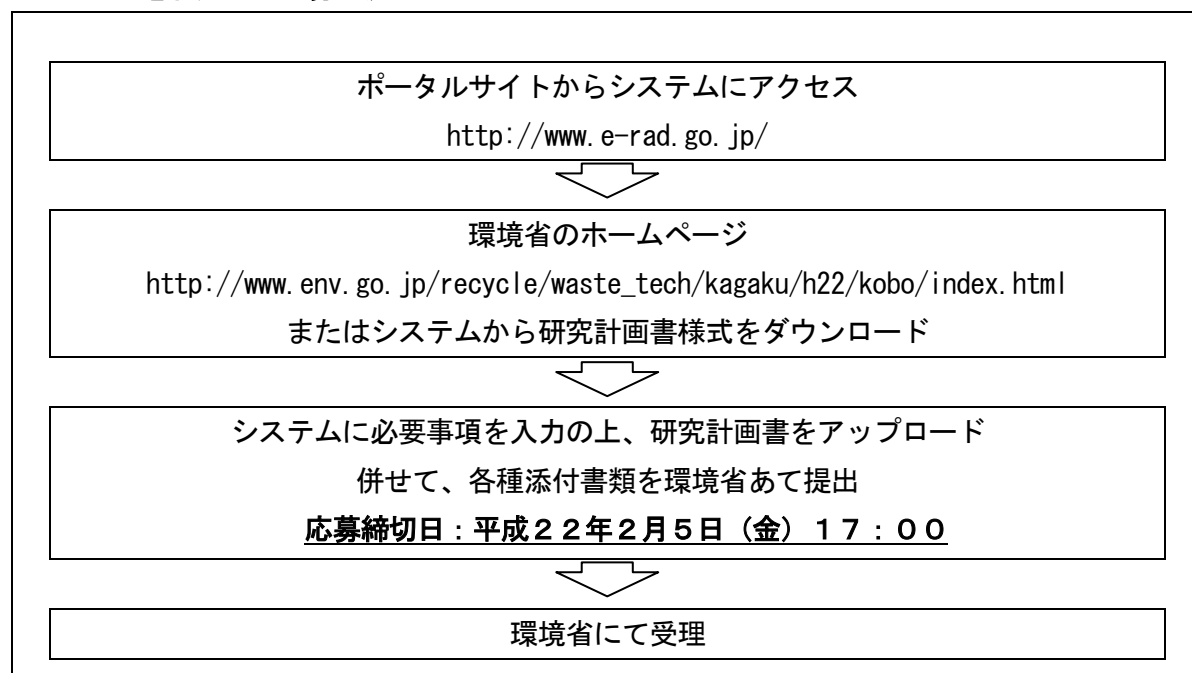 ポータルサイトからシステムにアクセス
http://www.e-rad.go.jp/
環境省のホームページ
http://www.env.go.jp/recycle/waste_tech/kagaku/h22/kobo/index.html
またはシステムから研究計画書様式をダウンロード
システムに必要事項を入力の上、研究計画書をアップロード
併せて、各種添付書類を環境省あて提出
応募締切日：平成２２年２月５日（金）１７：００
環境省にて受理